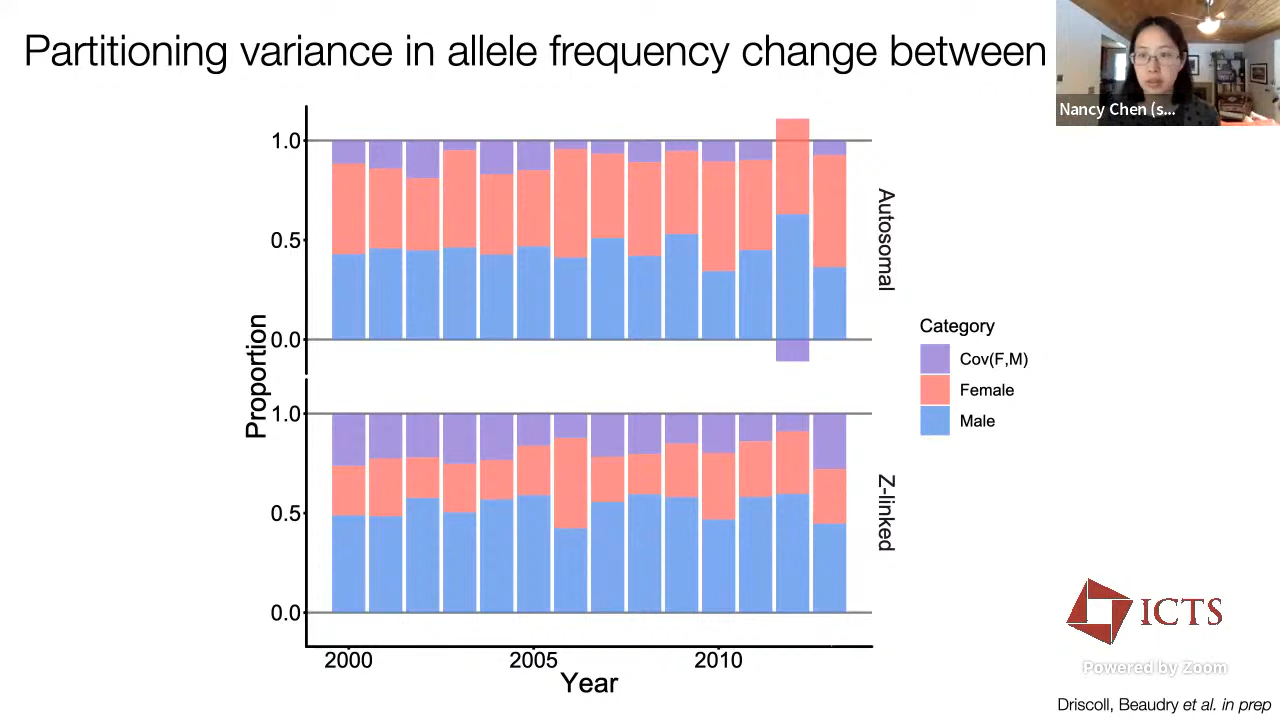 Partitioning variance in allele frequency change between
Nancy Chen (s...
1.0
0.5
0.0
Autosomal
Proportion
1.0
0.5
0.0
Z-linked
Category
Cov(F,M)
Female
Male
2000
2005
2010
Year
ICTS
Powered by Zoom
Driscoll, Beaudry et al. in prep